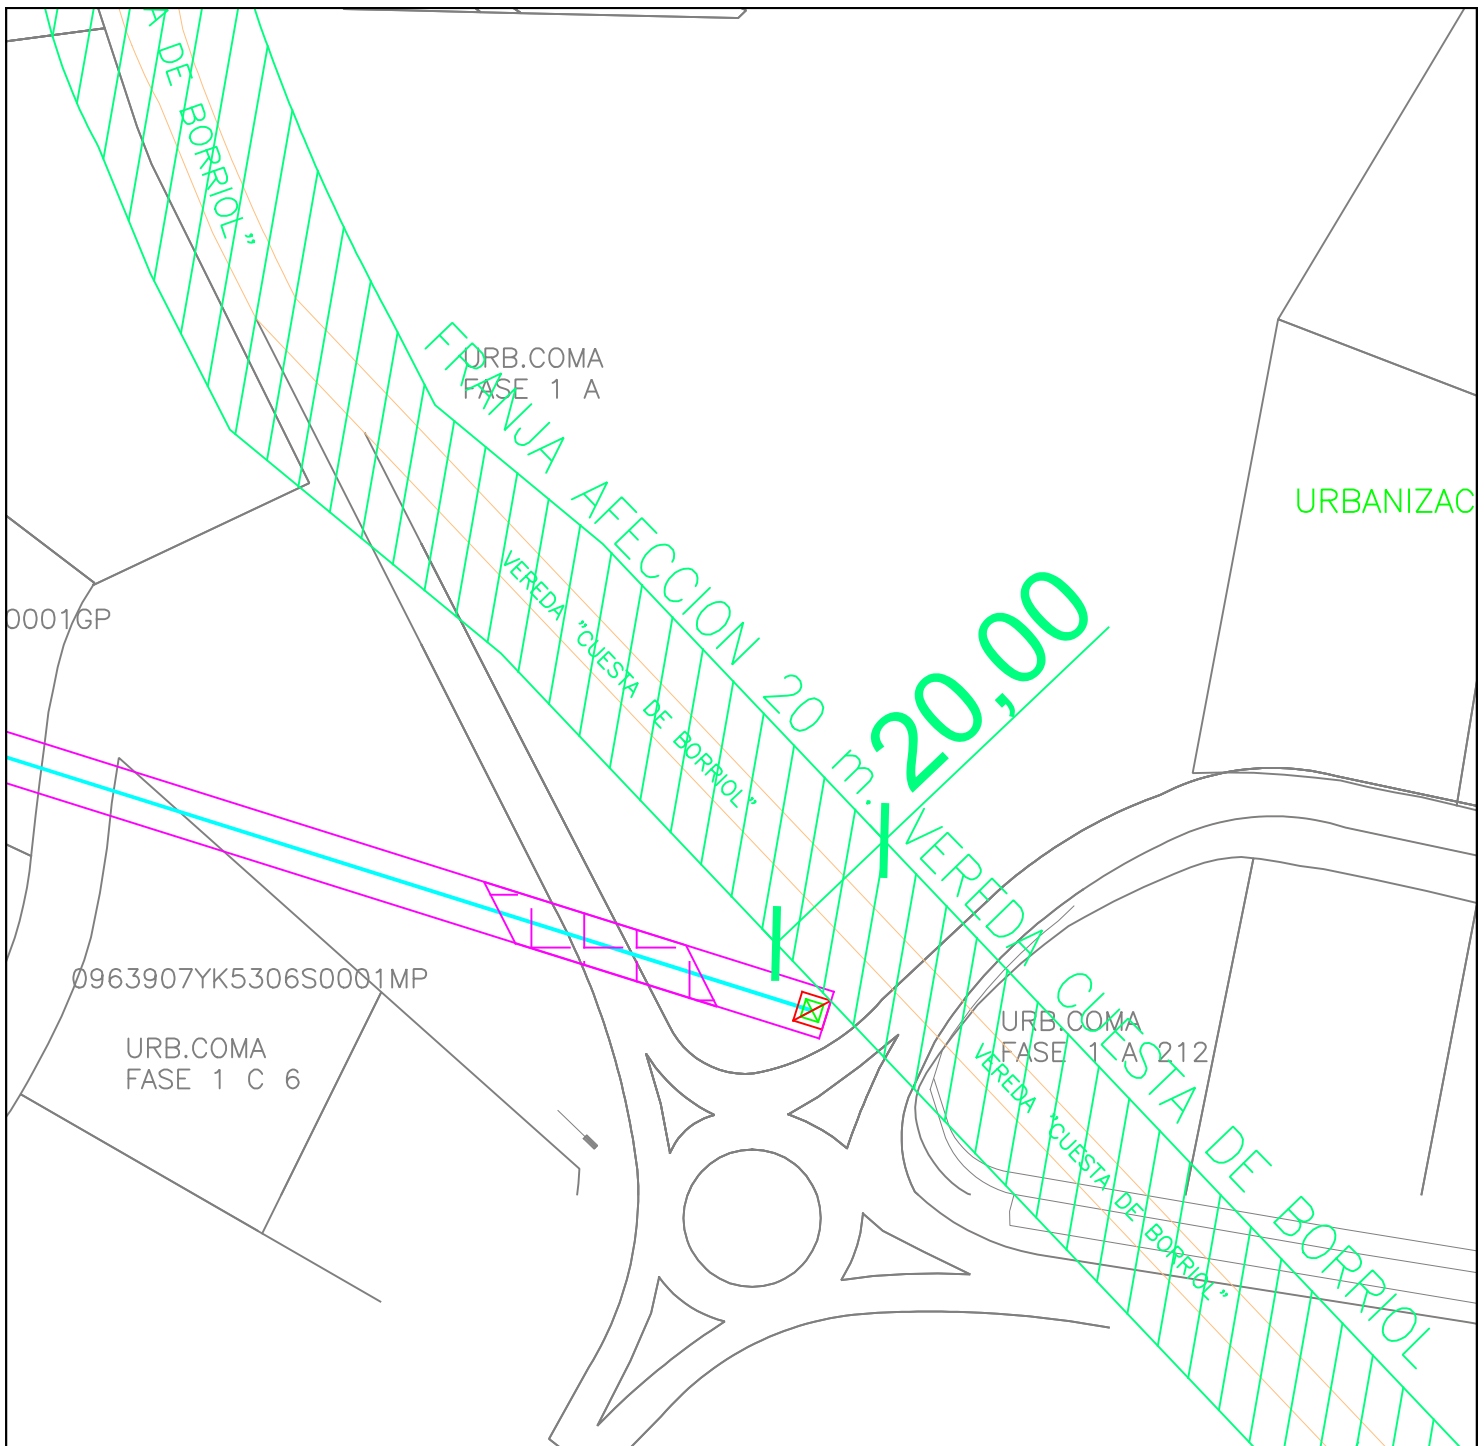 A DE BORRIOL"
URB.COMA
FASE 1 A
FRANJA AFECCION 20 m. VEREDA CUESTA DE BORRIOL
URBANIZAC
VEREDA "CUESTA DE BORRIOL"
20,00
0001GP
0963907YK5306S0001MP
URB.COMA
FASE 1 C 6
URB.COMA
FASE 1 A 212
VEREDA "CUESTA DE BORRIOL"